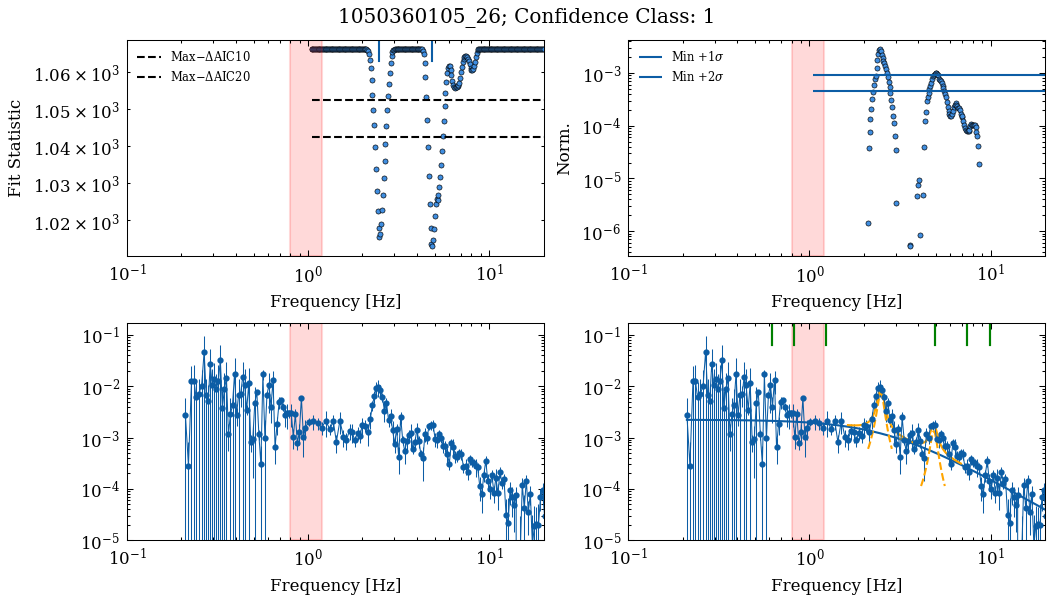 1050360105_26; Confidence Class: 1
Fit Statistic
1.06 × 10³
1.05 × 10³
1.04 × 10³
1.03 × 10³
1.02 × 10³
Max−ΔAIC10
Max−ΔAIC20
10⁻¹ 10⁰ 10¹
Frequency [Hz]
Norm.
10⁻³
10⁻⁴
10⁻⁵
10⁻⁶
Min +1σ
Min +2σ
10⁻¹ 10⁰ 10¹
Frequency [Hz]
10⁻¹
10⁻²
10⁻³
10⁻⁴
10⁻⁵
10⁻¹ 10⁰ 10¹
Frequency [Hz]
10⁻¹
10⁻²
10⁻³
10⁻⁴
10⁻⁵
10⁻¹ 10⁰ 10¹
Frequency [Hz]